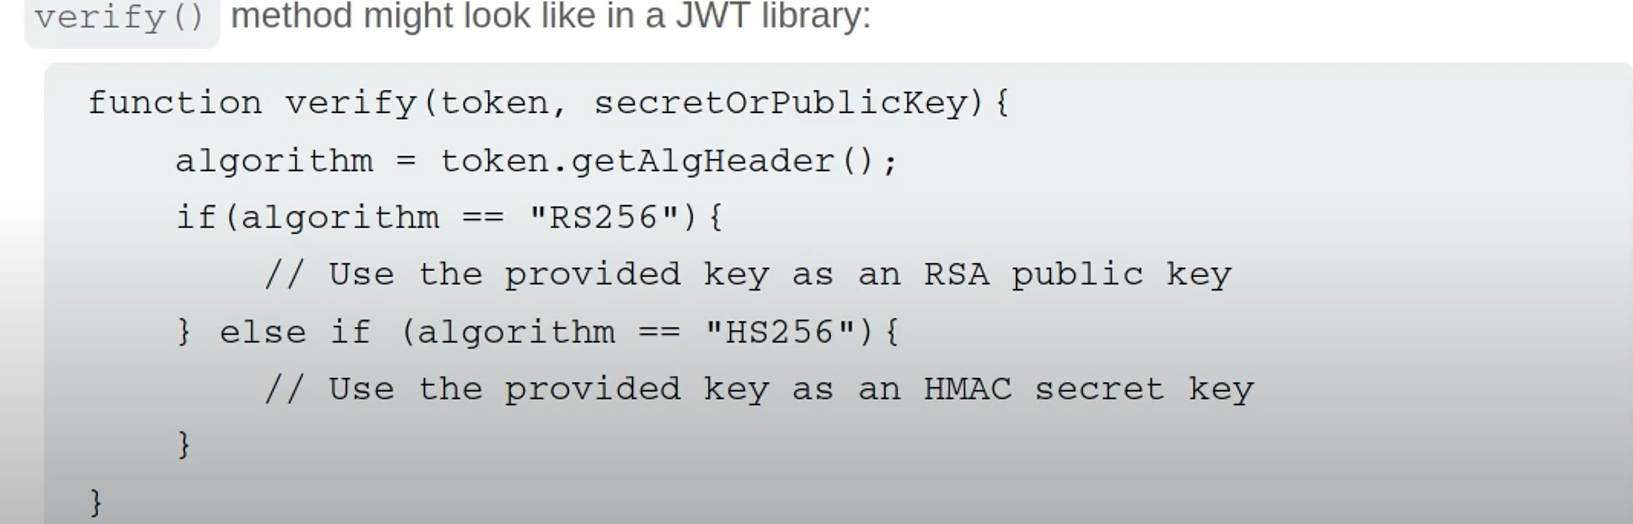 verify() method might look like in a JWT library:
function verify(token, secretOrPublicKey){
algorithm = token.getAlgHeader();
if(algorithm == "RS256"){
// Use the provided key as an RSA public key
} else if (algorithm == "HS256"){
// Use the provided key as an HMAC secret key
}
}